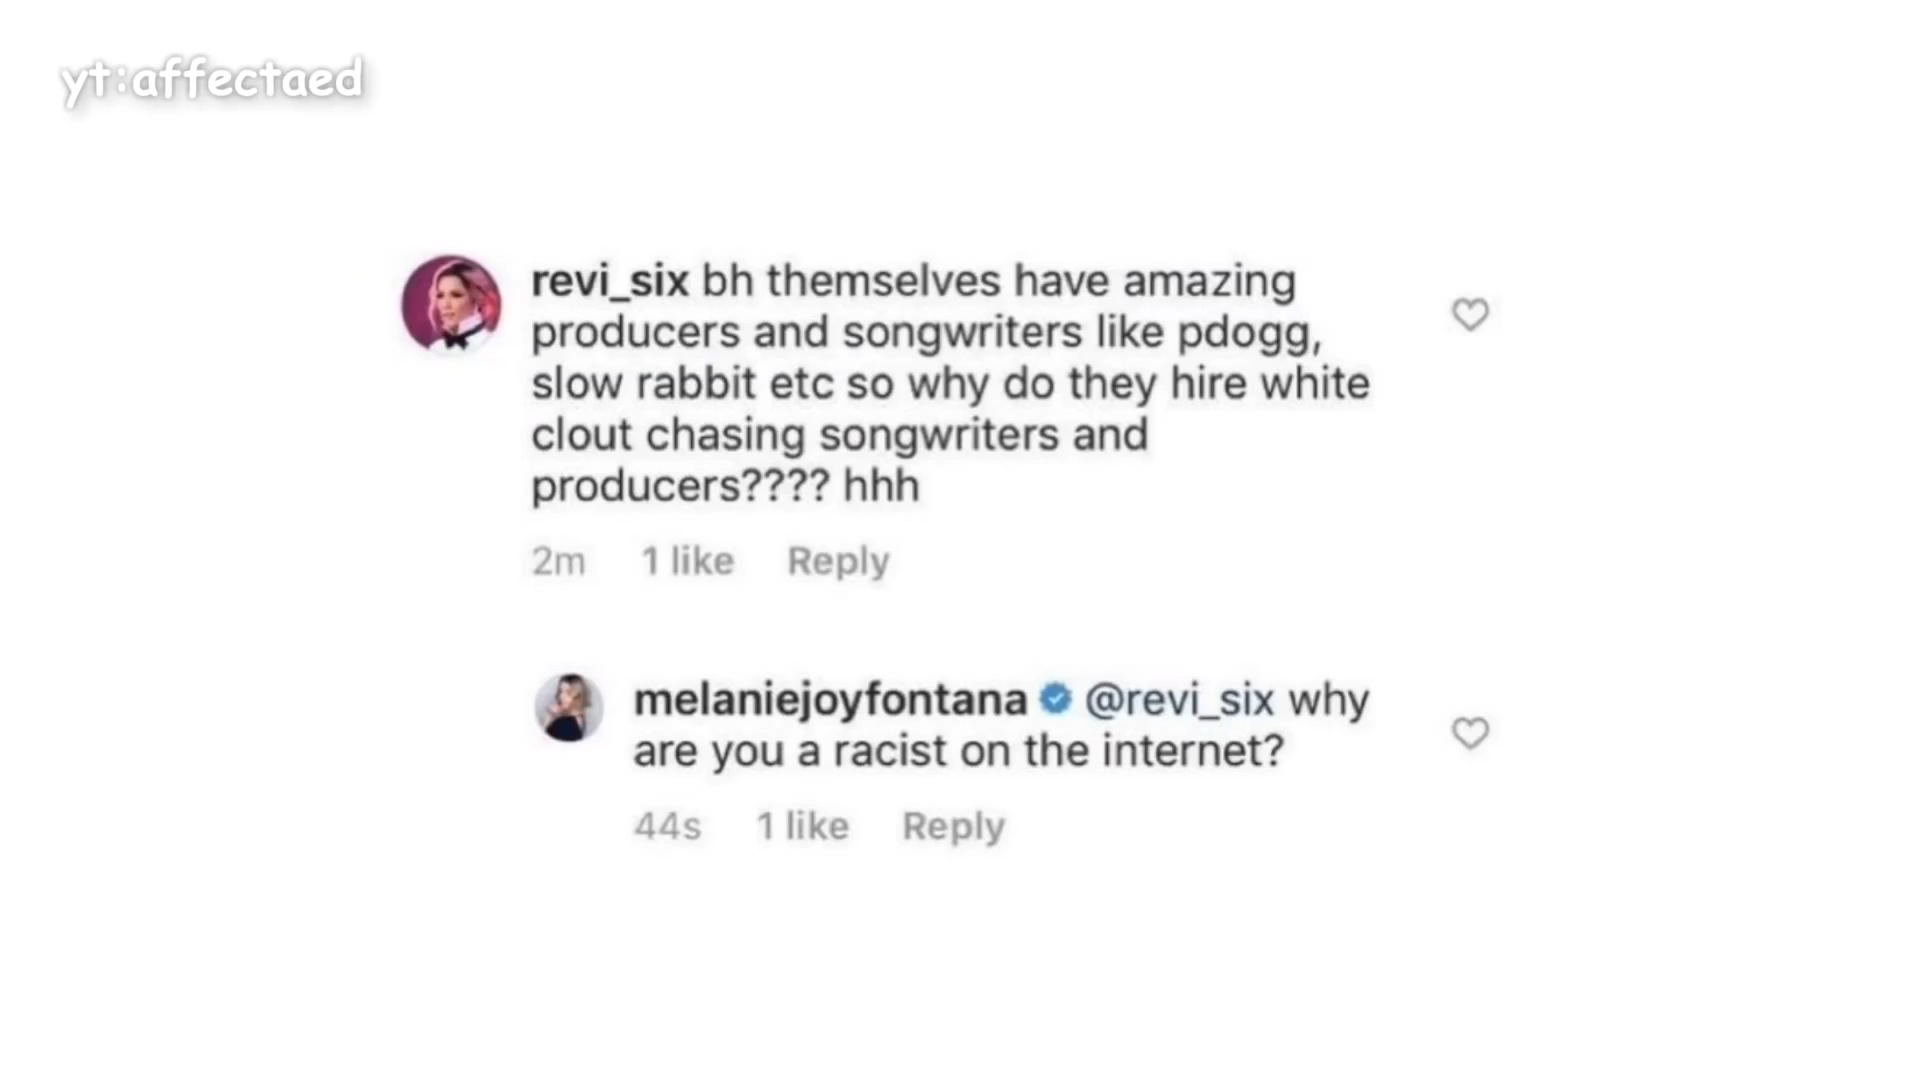 yt:affectaed
revi_six bh themselves have amazing
producers and songwriters like pdogg,
slow rabbit etc so why do they hire white
clout chasing songwriters and
producers???? hhh
2m 1 like Reply
melaniejoyfontana @revi_six why
are you a racist on the internet?
44s 1 like Reply